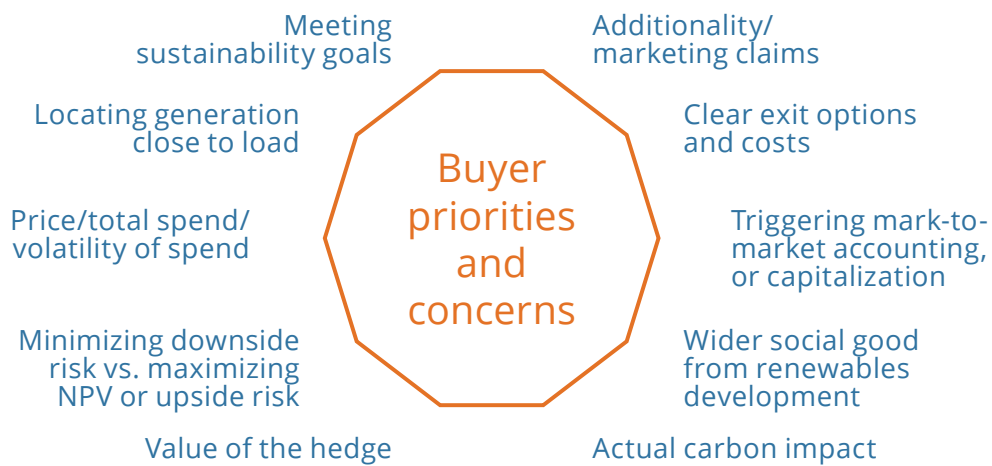 Meeting
sustainability goals
Additionality/
marketing claims
Locating generation
close to load
Clear exit options
and costs
Buyer
priorities
and
concerns
Price/total spend/
volatility of spend
Triggering mark-to-
market accounting,
or capitalization
Minimizing downside
risk vs. maximizing
NPV or upside risk
Wider social good
from renewables
development
Value of the hedge
Actual carbon impact